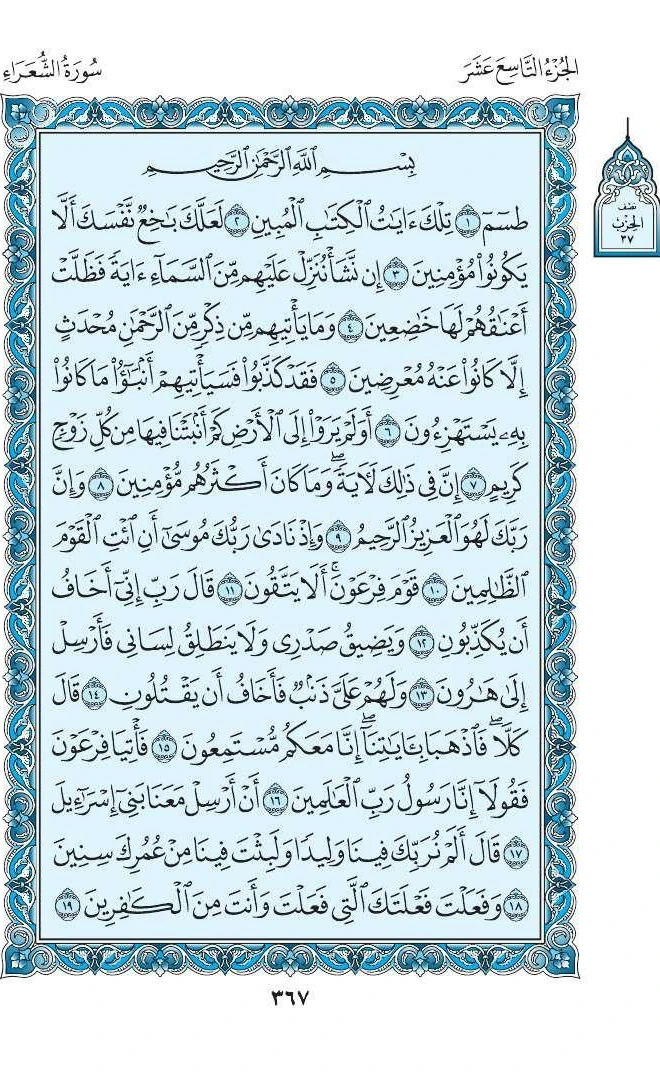 الجُزْءُ التَّاسِعَ عَشَرَ
سُورَةُ الشُّعَرَاءِ
نصف
الحِزْبِ
٣٧
بِسْمِ ٱللَّهِ ٱلرَّحْمَٰنِ ٱلرَّحِيمِ
طسٓمٓ ١ تِلْكَ ءَايَٰتُ ٱلْكِتَٰبِ ٱلْمُبِينِ ٢ لَعَلَّكَ بَٰخِعٌ نَّفْسَكَ أَلَّا
يَكُونُوا۟ مُؤْمِنِينَ ٣ إِن نَّشَأْ نُنَزِّلْ عَلَيْهِم مِّنَ ٱلسَّمَآءِ ءَايَةً فَظَلَّتْ
أَعْنَٰقُهُمْ لَهَا خَٰضِعِينَ ٤ وَمَا يَأْتِيهِم مِّن ذِكْرٍ مِّنَ ٱلرَّحْمَٰنِ مُحْدَثٍ
إِلَّا كَانُوا۟ عَنْهُ مُعْرِضِينَ ٥ فَقَدْ كَذَّبُوا۟ فَسَيَأْتِيهِمْ أَنۢبَٰٓؤُا۟ مَا كَانُوا۟
بِهِۦ يَسْتَهْزِءُونَ ٦ أَوَلَمْ يَرَوْا۟ إِلَى ٱلْأَرْضِ كَمْ أَنۢبَتْنَا فِيهَا مِن كُلِّ زَوْجٍ
كَرِيمٍ ٧ إِنَّ فِى ذَٰلِكَ لَءَايَةً ۖ وَمَا كَانَ أَكْثَرُهُم مُّؤْمِنِينَ ٨ وَإِنَّ
رَبَّكَ لَهُوَ ٱلْعَزِيزُ ٱلرَّحِيمُ ٩ وَإِذْ نَادَىٰ رَبُّكَ مُوسَىٰٓ أَنِ ٱئْتِ ٱلْقَوْمَ
ٱلظَّٰلِمِينَ ١٠ قَوْمَ فِرْعَوْنَ ۚ أَلَا يَتَّقُونَ ١١ قَالَ رَبِّ إِنِّىٓ أَخَافُ
أَن يُكَذِّبُونِ ١٢ وَيَضِيقُ صَدْرِى وَلَا يَنطَلِقُ لِسَانِى فَأَرْسِلْ
إِلَىٰ هَٰرُونَ ١٣ وَلَهُمْ عَلَىَّ ذَنۢبٌ فَأَخَافُ أَن يَقْتُلُونِ ١٤ قَالَ
كَلَّا ۖ فَٱذْهَبَا بِـَٔايَٰتِنَآ ۖ إِنَّا مَعَكُم مُّسْتَمِعُونَ ١٥ فَأْتِيَا فِرْعَوْنَ
فَقُولَآ إِنَّا رَسُولُ رَبِّ ٱلْعَٰلَمِينَ ١٦ أَنْ أَرْسِلْ مَعَنَا بَنِىٓ إِسْرَٰٓءِيلَ
١٧ قَالَ أَلَمْ نُرَبِّكَ فِينَا وَلِيدًا وَلَبِثْتَ فِينَا مِنْ عُمُرِكَ سِنِينَ
١٨ وَفَعَلْتَ فَعْلَتَكَ ٱلَّتِى فَعَلْتَ وَأَنتَ مِنَ ٱلْكَٰفِرِينَ ١٩
٣٦٧